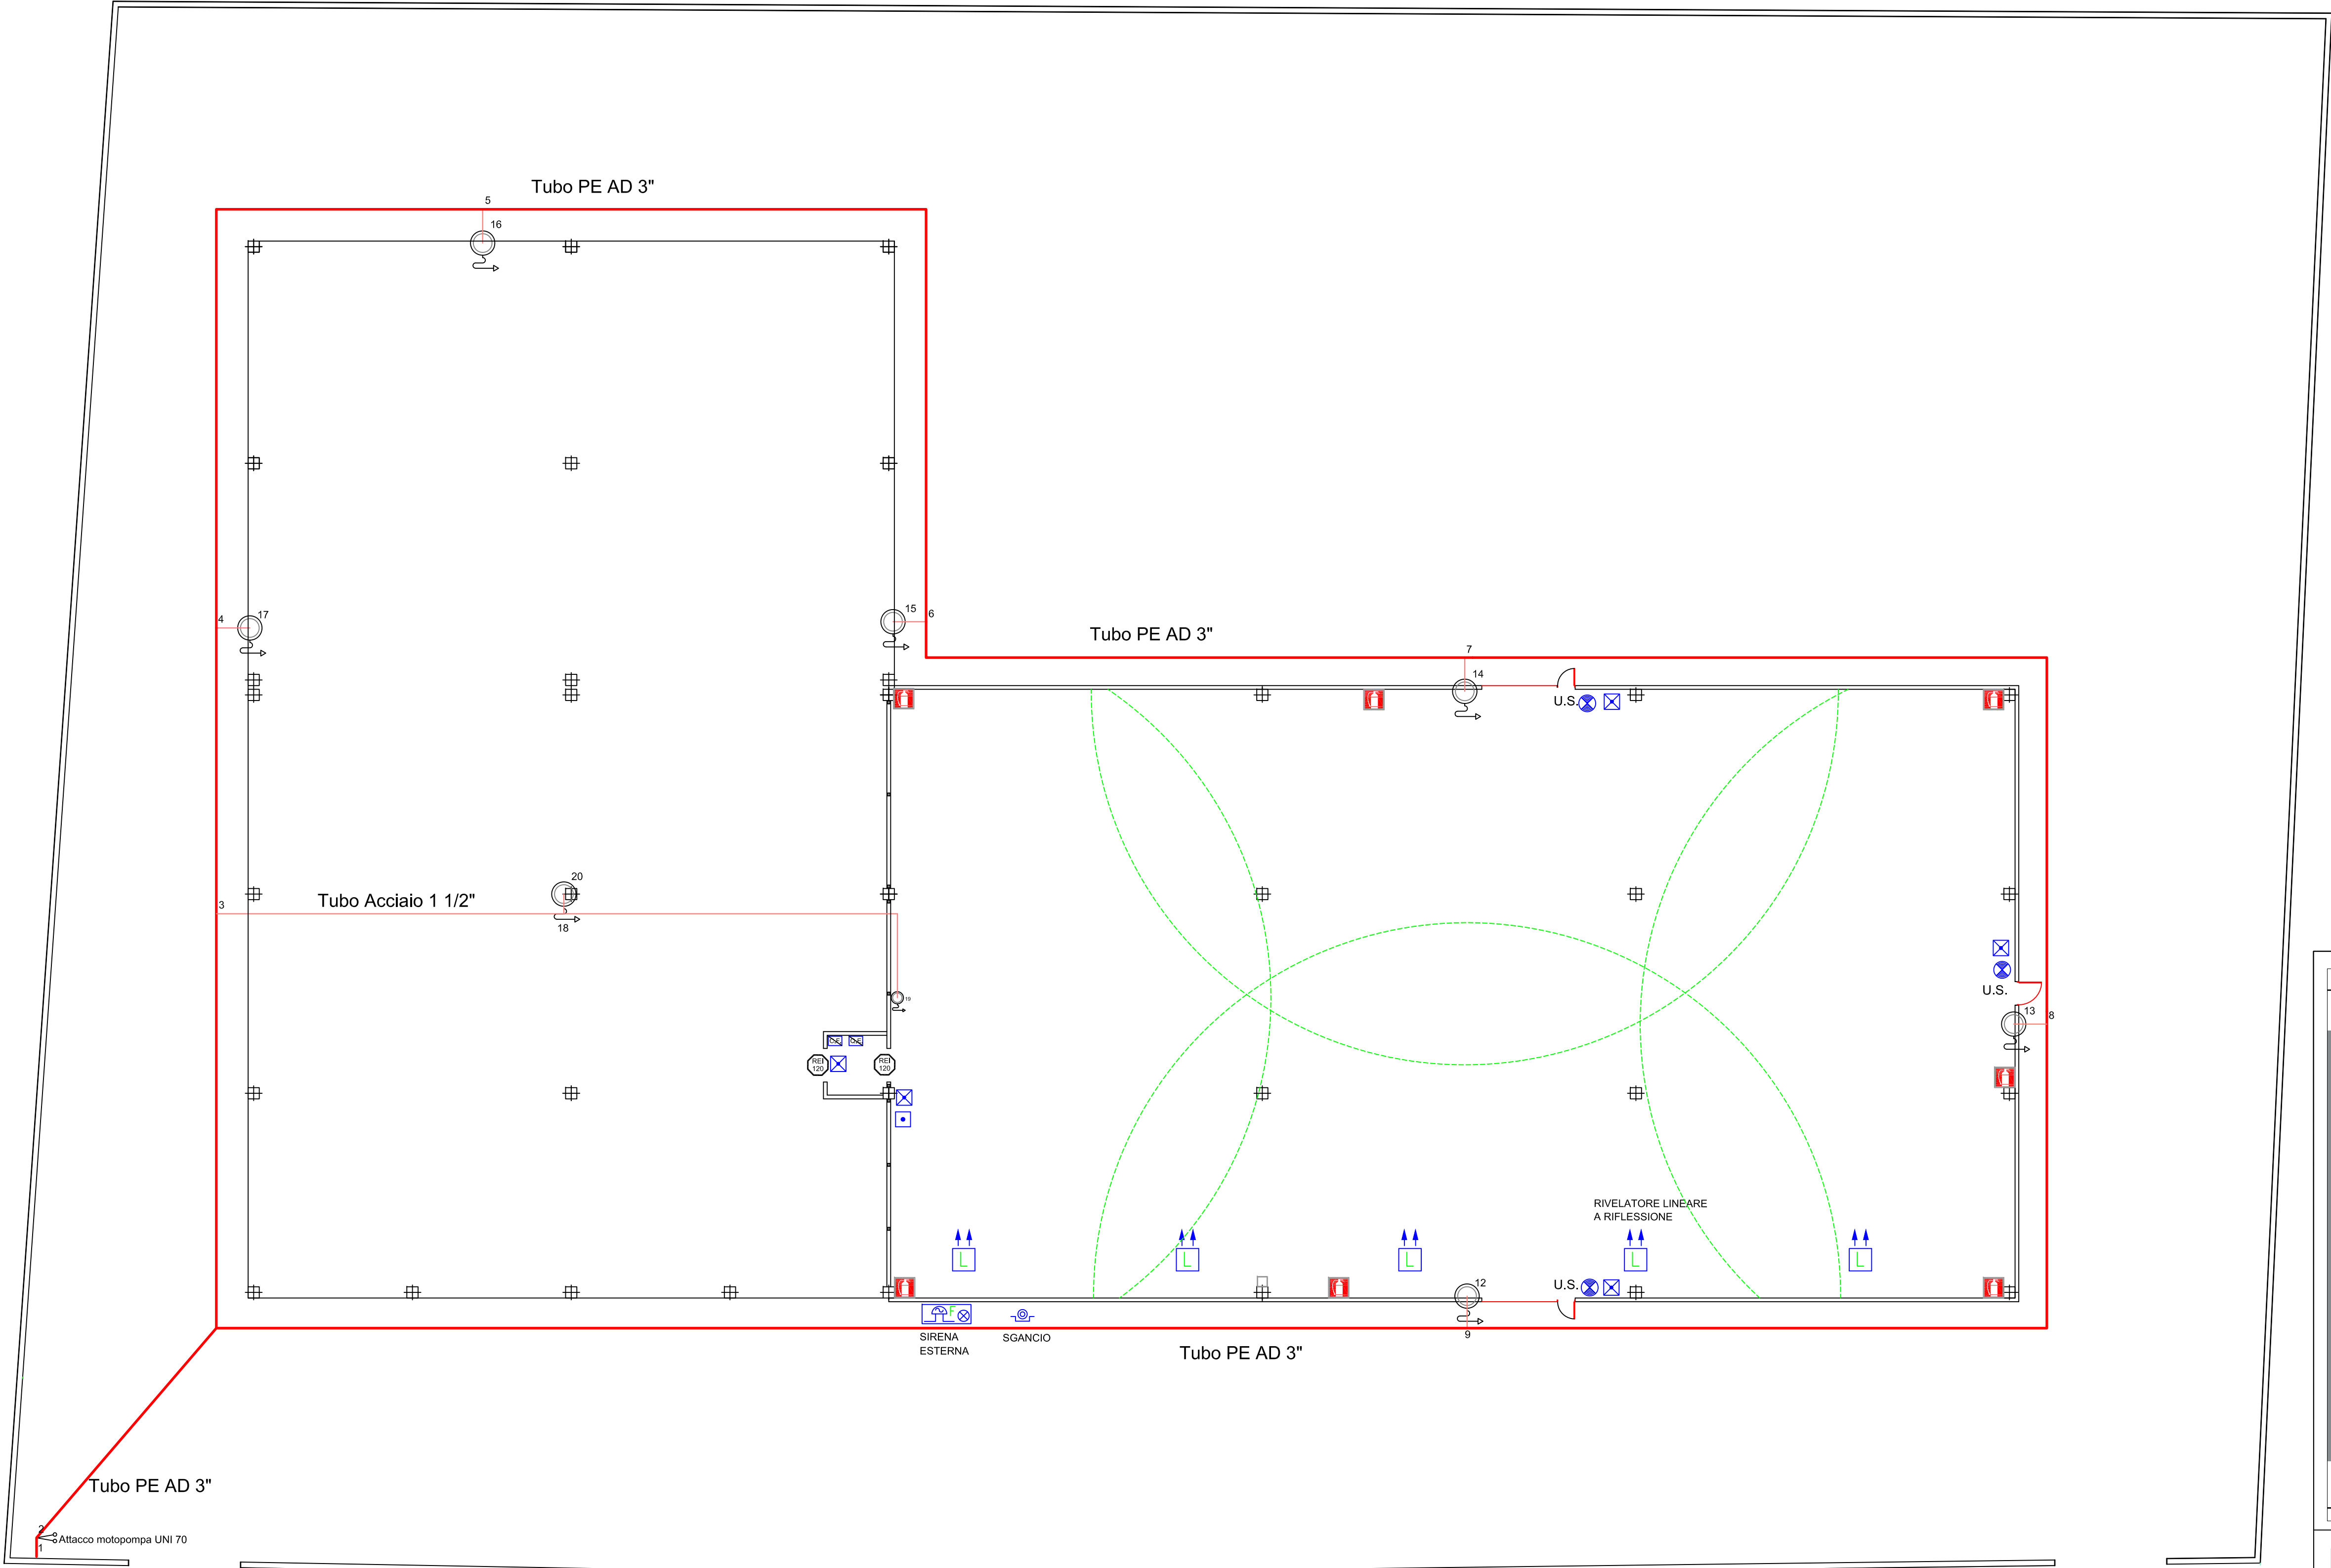 Tubo PE AD 3"
5
16
4
17
15
6
Tubo PE AD 3"
7
14
U.S.
20
Tubo Acciaio 1 1/2"
3
18
19
U.S.
13
8
REI
120
REI
120
RIVELATORE LINEARE
A RIFLESSIONE
L
L
L
L
L
U.S.
12
F
SIRENA
ESTERNA
SGANCIO
9
Tubo PE AD 3"
Tubo PE AD 3"
2
Attacco motopompa UNI 70
1